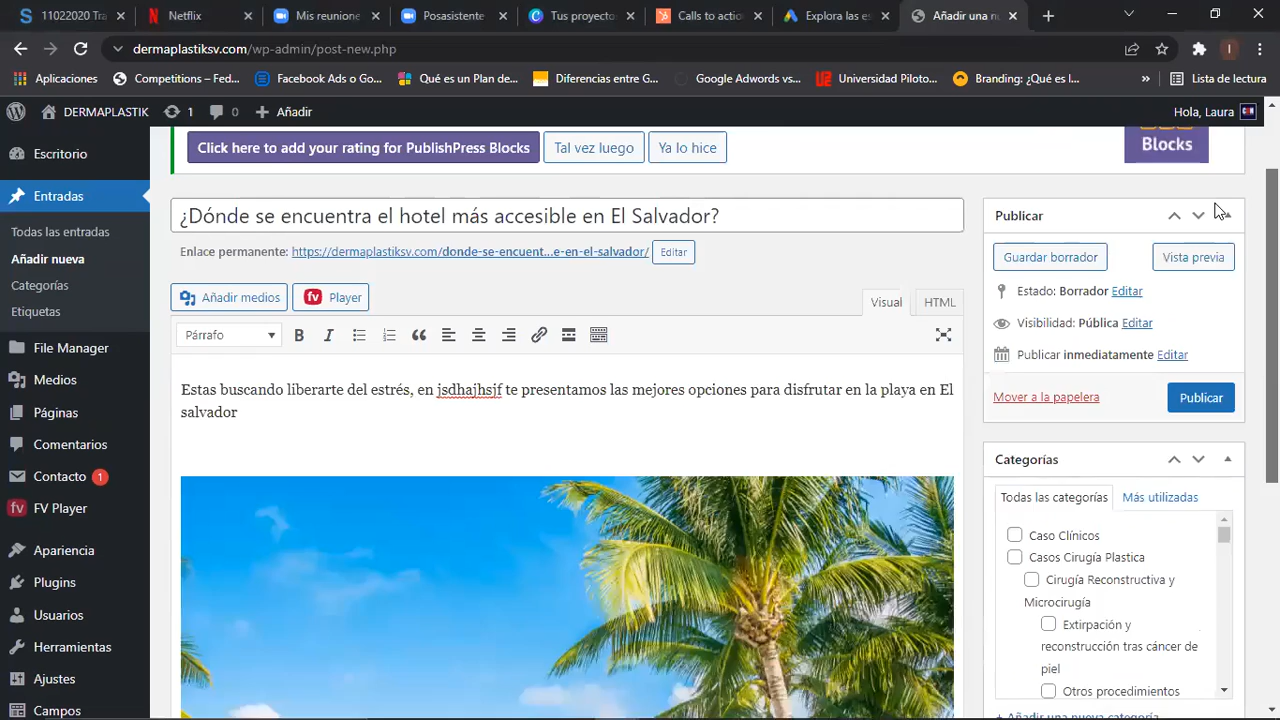 11022020 Tra
Netflix
Mis reunione
Posasistente
Tus proyecto
Calls to actio
Explora las es
Añadir una nu
dermaplastiksv.com/wp-admin/post-new.php
I
Aplicaciones
Competitions – Fed...
Facebook Ads o Go...
Qué es un Plan de...
Diferencias entre G...
Google Adwords vs...
Universidad Piloto...
Branding: ¿Qué es l...
»
Lista de lectura
DERMAPLASTIK
1
0
Añadir
Hola, Laura
Escritorio
Entradas
Todas las entradas
Añadir nueva
Categorías
Etiquetas
File Manager
Medios
Páginas
Comentarios
Contacto 1
fv FV Player
Apariencia
Plugins
Usuarios
Herramientas
Ajustes
Campos
Click here to add your rating for PublishPress Blocks
Tal vez luego
Ya lo hice
Blocks
¿Dónde se encuentra el hotel más accesible en El Salvador?
Enlace permanente: https://dermaplastiksv.com/donde-se-encuent...e-en-el-salvador/ Editar
Añadir medios
fv Player
Visual
HTML
Párrafo
B I
Estas buscando liberarte del estrés, en jsdhajhsjf te presentamos las mejores opciones para disfrutar en la playa en El
salvador
Publicar
Guardar borrador
Vista previa
Estado: Borrador Editar
Visibilidad: Pública Editar
Publicar inmediatamente Editar
Mover a la papelera
Publicar
Categorías
Todas las categorías
Más utilizadas
Caso Clínicos
Casos Cirugía Plastica
Cirugía Reconstructiva y
Microcirugía
Extirpación y
reconstrucción tras cáncer de
piel
Otros procedimientos
+ Añadir una nueva categoría